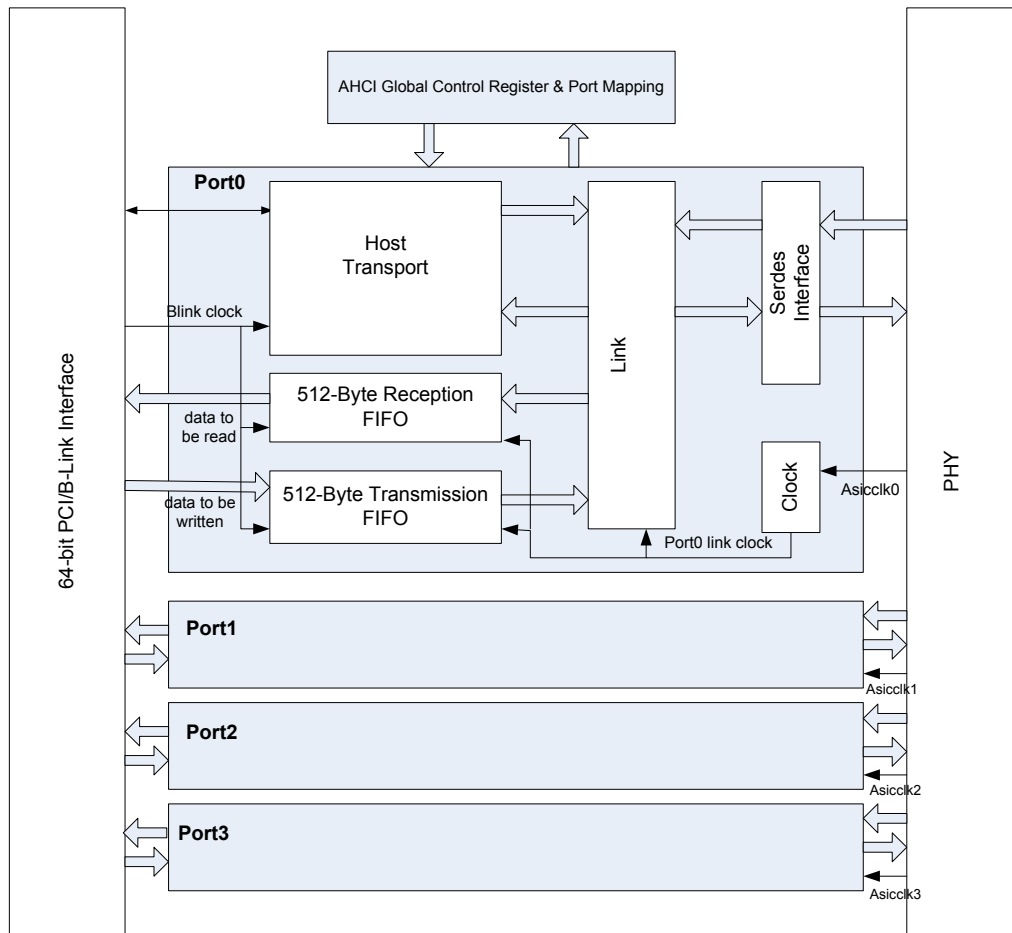 AHCI Global Control Register & Port Mapping
Port0
Host
Transport
Blink clock
512-Byte Reception
FIFO
data to
be read
512-Byte Transmission
FIFO
data to be
written
Link
Serdes
Interface
Clock
Asicclk0
Port0 link clock
64-bit PCI/B-Link Interface
PHY
Port1
Asicclk1
Port2
Asicclk2
Port3
Asicclk3